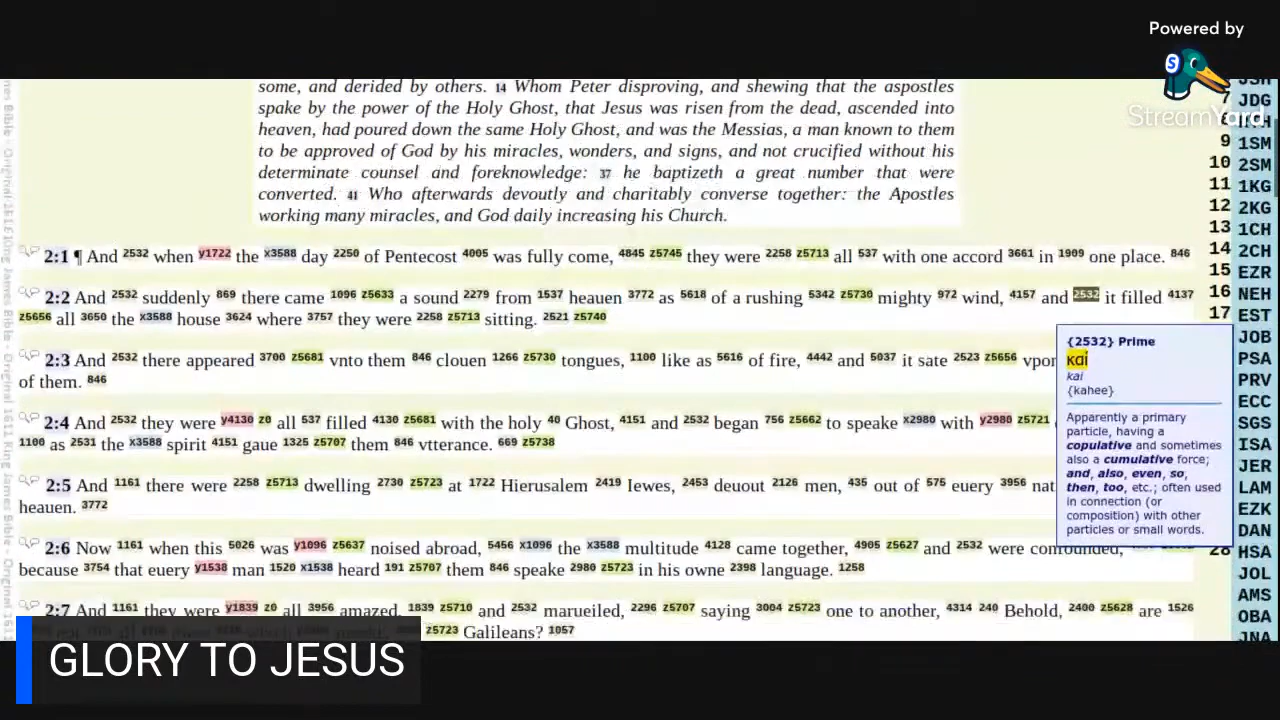 Powered by
StreamYard
some, and derided by others. 14 Whom Peter disproving, and shewing that the aspostles
spake by the power of the Holy Ghost, that Jesus was risen from the dead, ascended into
heaven, had poured down the same Holy Ghost, and was the Messias, a man known to them
to be approved of God by his miracles, wonders, and signs, and not crucified without his
determinate counsel and foreknowledge: 37 he baptizeth a great number that were
converted. 41 Who afterwards devoutly and charitably converse together: the Apostles
working many miracles, and God daily increasing his Church.
2:1 ¶ And 2532 when y1722 the x3588 day 2250 of Pentecost 4005 was fully come, 4845 z5745 they were 2258 z5713 all 537 with one accord 3661 in 1909 one place. 846
2:2 And 2532 suddenly 869 there came 1096 z5633 a sound 2279 from 1537 heauen 3772 as 5618 of a rushing 5342 z5730 mighty 972 wind, 4157 and 2532 it filled 4137
z5656 all 3650 the x3588 house 3624 where 3757 they were 2258 z5713 sitting. 2521 z5740
2:3 And 2532 there appeared 3700 z5681 vnto them 846 clouen 1266 z5730 tongues, 1100 like as 5616 of fire, 4442 and 5037 it sate 2523 z5656 vpon
of them. 846
2:4 And 2532 they were y4130 z0 all 537 filled 4130 z5681 with the holy 40 Ghost, 4151 and 2532 began 756 z5662 to speake x2980 with y2980 z5721
1100 as 2531 the x3588 spirit 4151 gaue 1325 z5707 them 846 vtterance. 669 z5738
2:5 And 1161 there were 2258 z5713 dwelling 2730 z5723 at 1722 Hierusalem 2419 Iewes, 2453 deuout 2126 men, 435 out of 575 euery 3956 nat
heauen. 3772
2:6 Now 1161 when this 5026 was y1096 z5637 noised abroad, 5456 x1096 the x3588 multitude 4128 came together, 4905 z5627 and 2532 were confounded,
because 3754 that euery y1538 man 1520 x1538 heard 191 z5707 them 846 speake 2980 z5723 in his owne 2398 language. 1258
2:7 And 1161 they were y1839 z0 all 3956 amazed, 1839 z5710 and 2532 marueiled, 2296 z5707 saying 3004 z5723 one to another, 4314 240 Behold, 2400 z5628 are 1526
z5723 Galileans? 1057
{2532} Prime
καί
kai
{kahee}
Apparently a primary
particle, having a
copulative and sometimes
also a cumulative force;
and, also, even, so,
then, too, etc.; often used
in connection (or
composition) with other
particles or small words.
JDG
9 1SM
10 2SM
11 1KG
12 2KG
13 1CH
14 2CH
15 EZR
16 NEH
17 EST
JOB
PSA
PRV
ECC
SGS
ISA
JER
LAM
EZK
DAN
28 HSA
JOL
AMS
OBA
JNA
GLORY TO JESUS